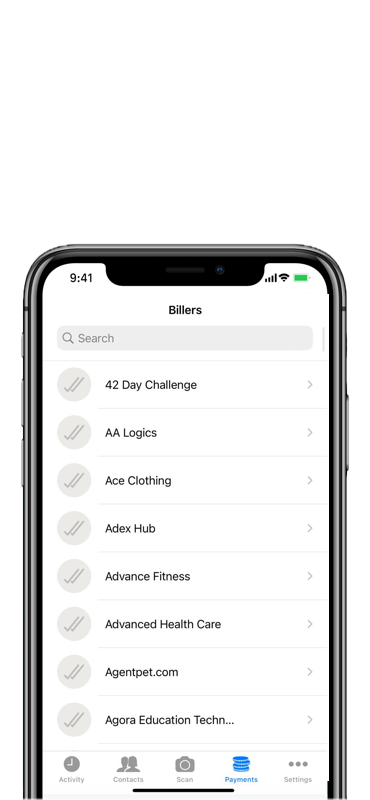 9:41
Billers
Search
42 Day Challenge
AA Logics
Ace Clothing
Adex Hub
Advance Fitness
Advanced Health Care
Agentpet.com
Agora Education Techn...
Activity Contacts Scan Payments Settings